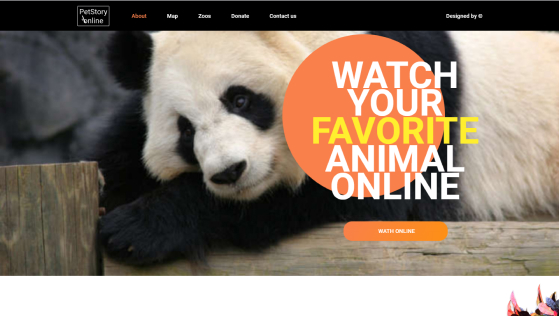 PetStory
online
About Map Zoos Donate Contact us
Designed by ©
WATCH
YOUR
FAVORITE
ANIMAL
ONLINE
WATH ONLINE